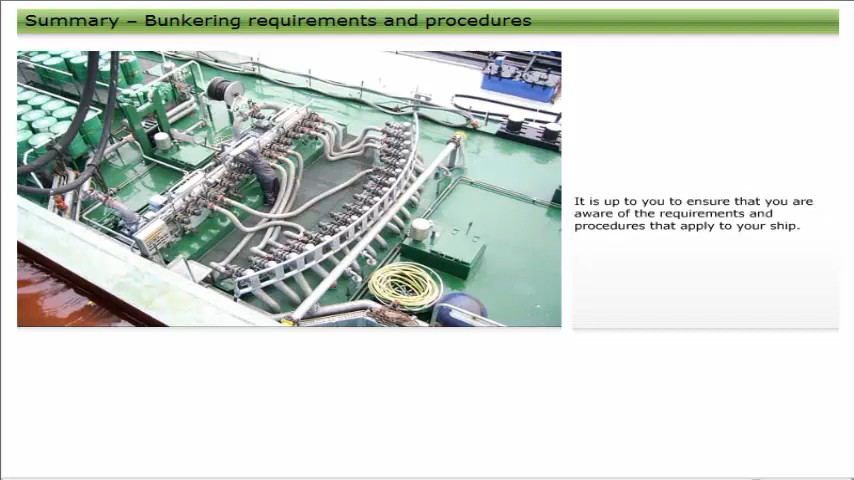 Summary – Bunkering requirements and procedures
It is up to you to ensure that you are
aware of the requirements and
procedures that apply to your ship.